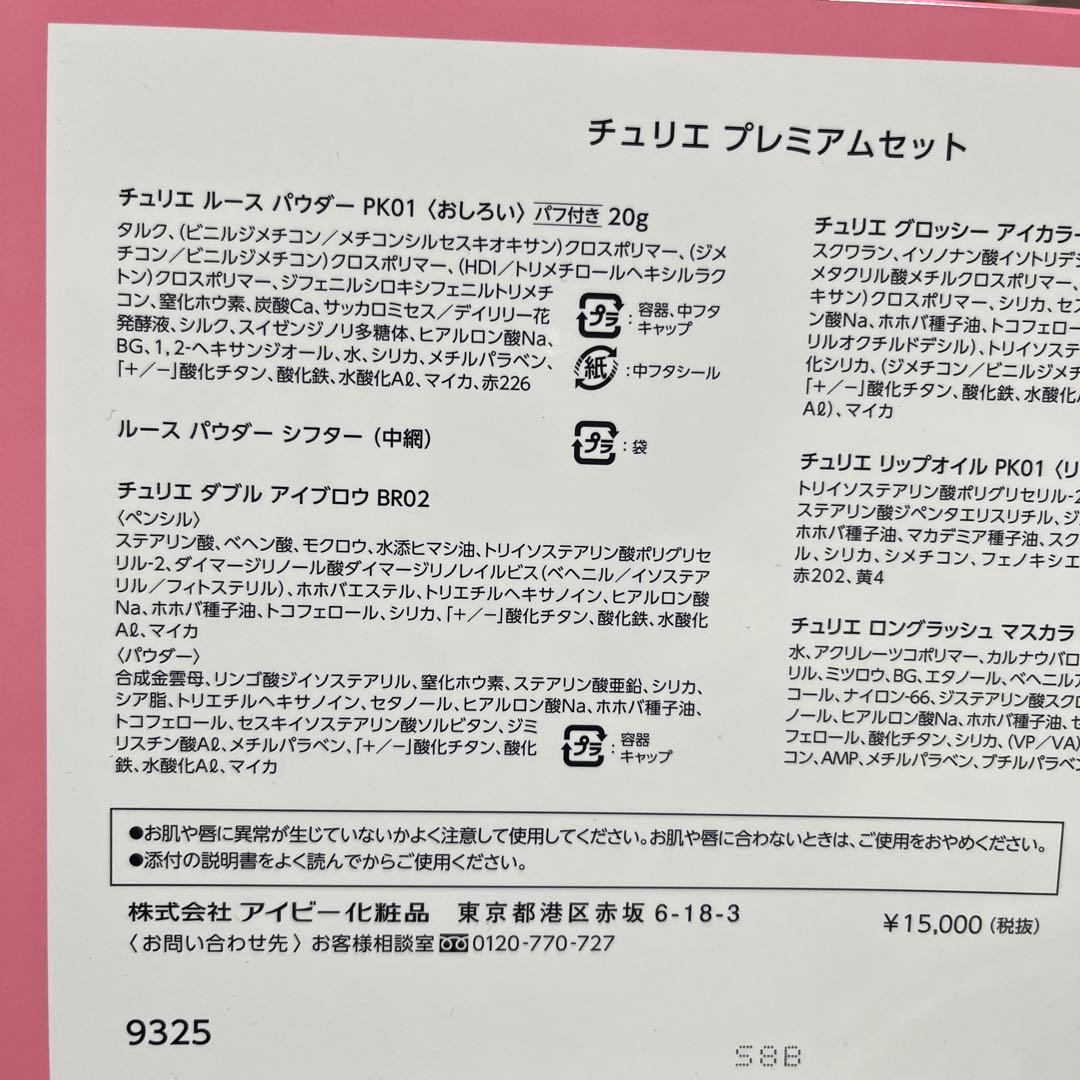 チュリエ プレミアムセット
チュリエ ルース パウダー PK01〈おしろい〉パフ付き 20g
タルク、(ビニルジメチコン／メチコンシルセスキオキサン)クロスポリマー、(ジメ
チコン／ビニルジメチコン)クロスポリマー、(HDI／トリメチロールヘキシルラク
トン)クロスポリマー、ジフェニルシロキシフェニルトリメチ
コン、窒化ホウ素、炭酸Ca、サッカロミセス／デイリリー花
発酵液、シルク、スイゼンジノリ多糖体、ヒアルロン酸Na、
BG、1,2-ヘキサンジオール、水、シリカ、メチルパラベン、
「＋／－」酸化チタン、酸化鉄、水酸化Aℓ、マイカ、赤226
プラ：容器、中フタ
キャップ
紙：中フタシール
ルース パウダー シフター（中網）
プラ：袋
チュリエ ダブル アイブロウ BR02
〈ペンシル〉
ステアリン酸、ベヘン酸、モクロウ、水添ヒマシ油、トリイソステアリン酸ポリグリセ
リル-2、ダイマージリノール酸ダイマージリノレイルビス(ベヘニル／イソステア
リル／フィトステリル)、ホホバエステル、トリエチルヘキサノイン、ヒアルロン酸
Na、ホホバ種子油、トコフェロール、シリカ、「＋／－」酸化チタン、酸化鉄、水酸化
Aℓ、マイカ
〈パウダー〉
合成金雲母、リンゴ酸ジイソステアリル、窒化ホウ素、ステアリン酸亜鉛、シリカ、
シア脂、トリエチルヘキサノイン、セタノール、ヒアルロン酸Na、ホホバ種子油、
トコフェロール、セスキイソステアリン酸ソルビタン、ジミ
リスチン酸Aℓ、メチルパラベン、「＋／－」酸化チタン、酸化
鉄、水酸化Aℓ、マイカ
プラ：容器
キャップ
チュリエ グロッシー アイカラー
スクワラン、イソノナン酸イソトリデシ
メタクリル酸メチルクロスポリマー、
キサン)クロスポリマー、シリカ、セス
ン酸Na、ホホバ種子油、トコフェロー
リルオクチルドデシル)、トリイソステ
化シリカ、(ジメチコン／ビニルジメチ
「＋／－」酸化チタン、酸化鉄、水酸化
Aℓ)、マイカ
チュリエ リップオイル PK01〈リ
トリイソステアリン酸ポリグリセリル-2
ステアリン酸ジペンタエリスリチル、ジ
ホホバ種子油、マカデミア種子油、スク
ル、シリカ、シメチコン、フェノキシエ
赤202、黄4
チュリエ ロングラッシュ マスカラ
水、アクリレーツコポリマー、カルナウバロ
リル、ミツロウ、BG、エタノール、ベヘニルア
コール、ナイロン-66、ジステアリン酸スクロ
ノール、ヒアルロン酸Na、ホホバ種子油、セ
フェロール、酸化チタン、シリカ、(VP／VA)
コン、AMP、メチルパラベン、ブチルパラベン
●お肌や唇に異常が生じていないかよく注意して使用してください。お肌や唇に合わないときは、ご使用をおやめください。
●添付の説明書をよく読んでからご使用ください。
株式会社 アイビー化粧品　東京都港区赤坂 6-18-3
〈お問い合わせ先〉お客様相談室 0120-770-727
¥15,000（税抜）
9325
S8B